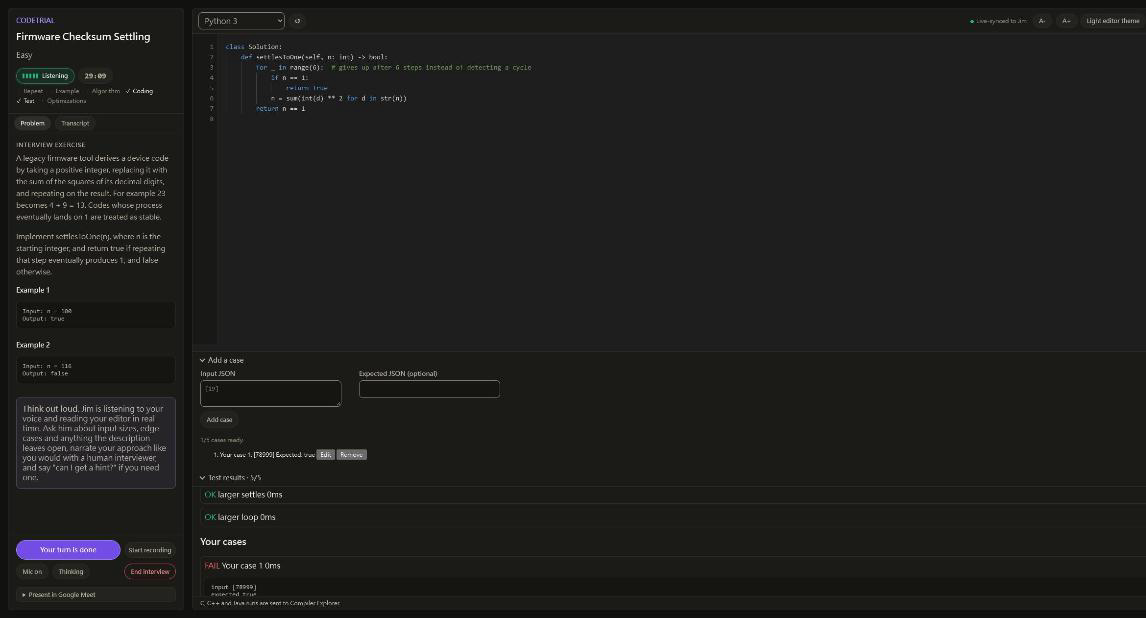 CODETRIAL
Firmware Checksum Settling
Easy
Listening
29:09
Repeat
Example
Algorithm
✓ Coding
✓ Test
Optimizations
Problem
Transcript
INTERVIEW EXERCISE
A legacy firmware tool derives a device code
by taking a positive integer, replacing it with
the sum of the squares of its decimal digits,
and repeating on the result. For example 23
becomes 4 + 9 = 13. Codes whose process
eventually lands on 1 are treated as stable.
Implement settlesToOne(n), where n is the
starting integer, and return true if repeating
that step eventually produces 1, and false
otherwise.
Example 1
Input: n = 100
Output: true
Example 2
Input: n = 116
Output: false
Think out loud. Jim is listening to your
voice and reading your editor in real
time. Ask him about input sizes, edge
cases and anything the description
leaves open, narrate your approach like
you would with a human interviewer,
and say "can I get a hint?" if you need
one.
Your turn is done
Start recording
Mic on
Thinking
End interview
▸ Present in Google Meet
Python 3
↺
Live-synced to Jim
A-
A+
Light editor theme
1 class Solution:
2 def settlesToOne(self, n: int) -> bool:
3 for _ in range(6): # gives up after 6 steps instead of detecting a cycle
4 if n == 1:
5 return True
6 n = sum(int(d) ** 2 for d in str(n))
7 return n == 1
8
Add a case
Input JSON
Expected JSON (optional)
[19]
Add case
1/5 cases ready
1. Your case 1: [78999] Expected: true Edit Remove
Test results · 5/5
OK larger settles 0ms
OK larger loop 0ms
Your cases
FAIL Your case 1 0ms
input [78999]
expected true
C, C++ and Java runs are sent to Compiler Explorer.